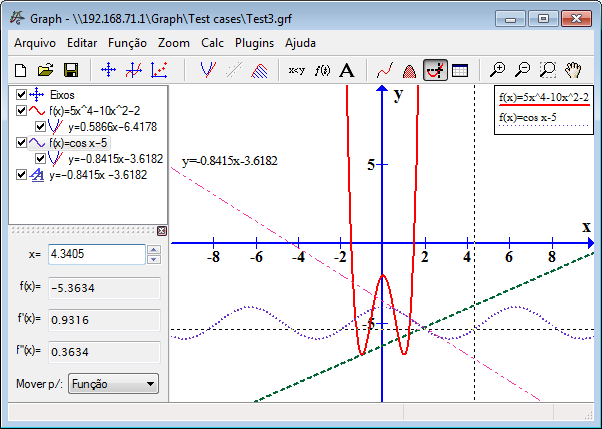 Graph - \\192.168.71.1\Graph\Test cases\Test3.grf
Arquivo Editar Função Zoom Calc Plugins Ajuda
x<y f(x) A
Eixos
f(x)=5x^4-10x^2-2
y=0.5866x-6.4178
f(x)=cos x-5
y=-0.8415x-3.6182
y=-0.8415x -3.6182
x= 4.3405
f(x)= -5.3634
f'(x)= 0.9316
f''(x)= 0.3634
Mover p/: Função
y
f(x)=5x^4-10x^2-2
f(x)=cos x-5
y=-0.8415x-3.6182
5
x
-8 -6 -4 -2 2 4 6 8
-5